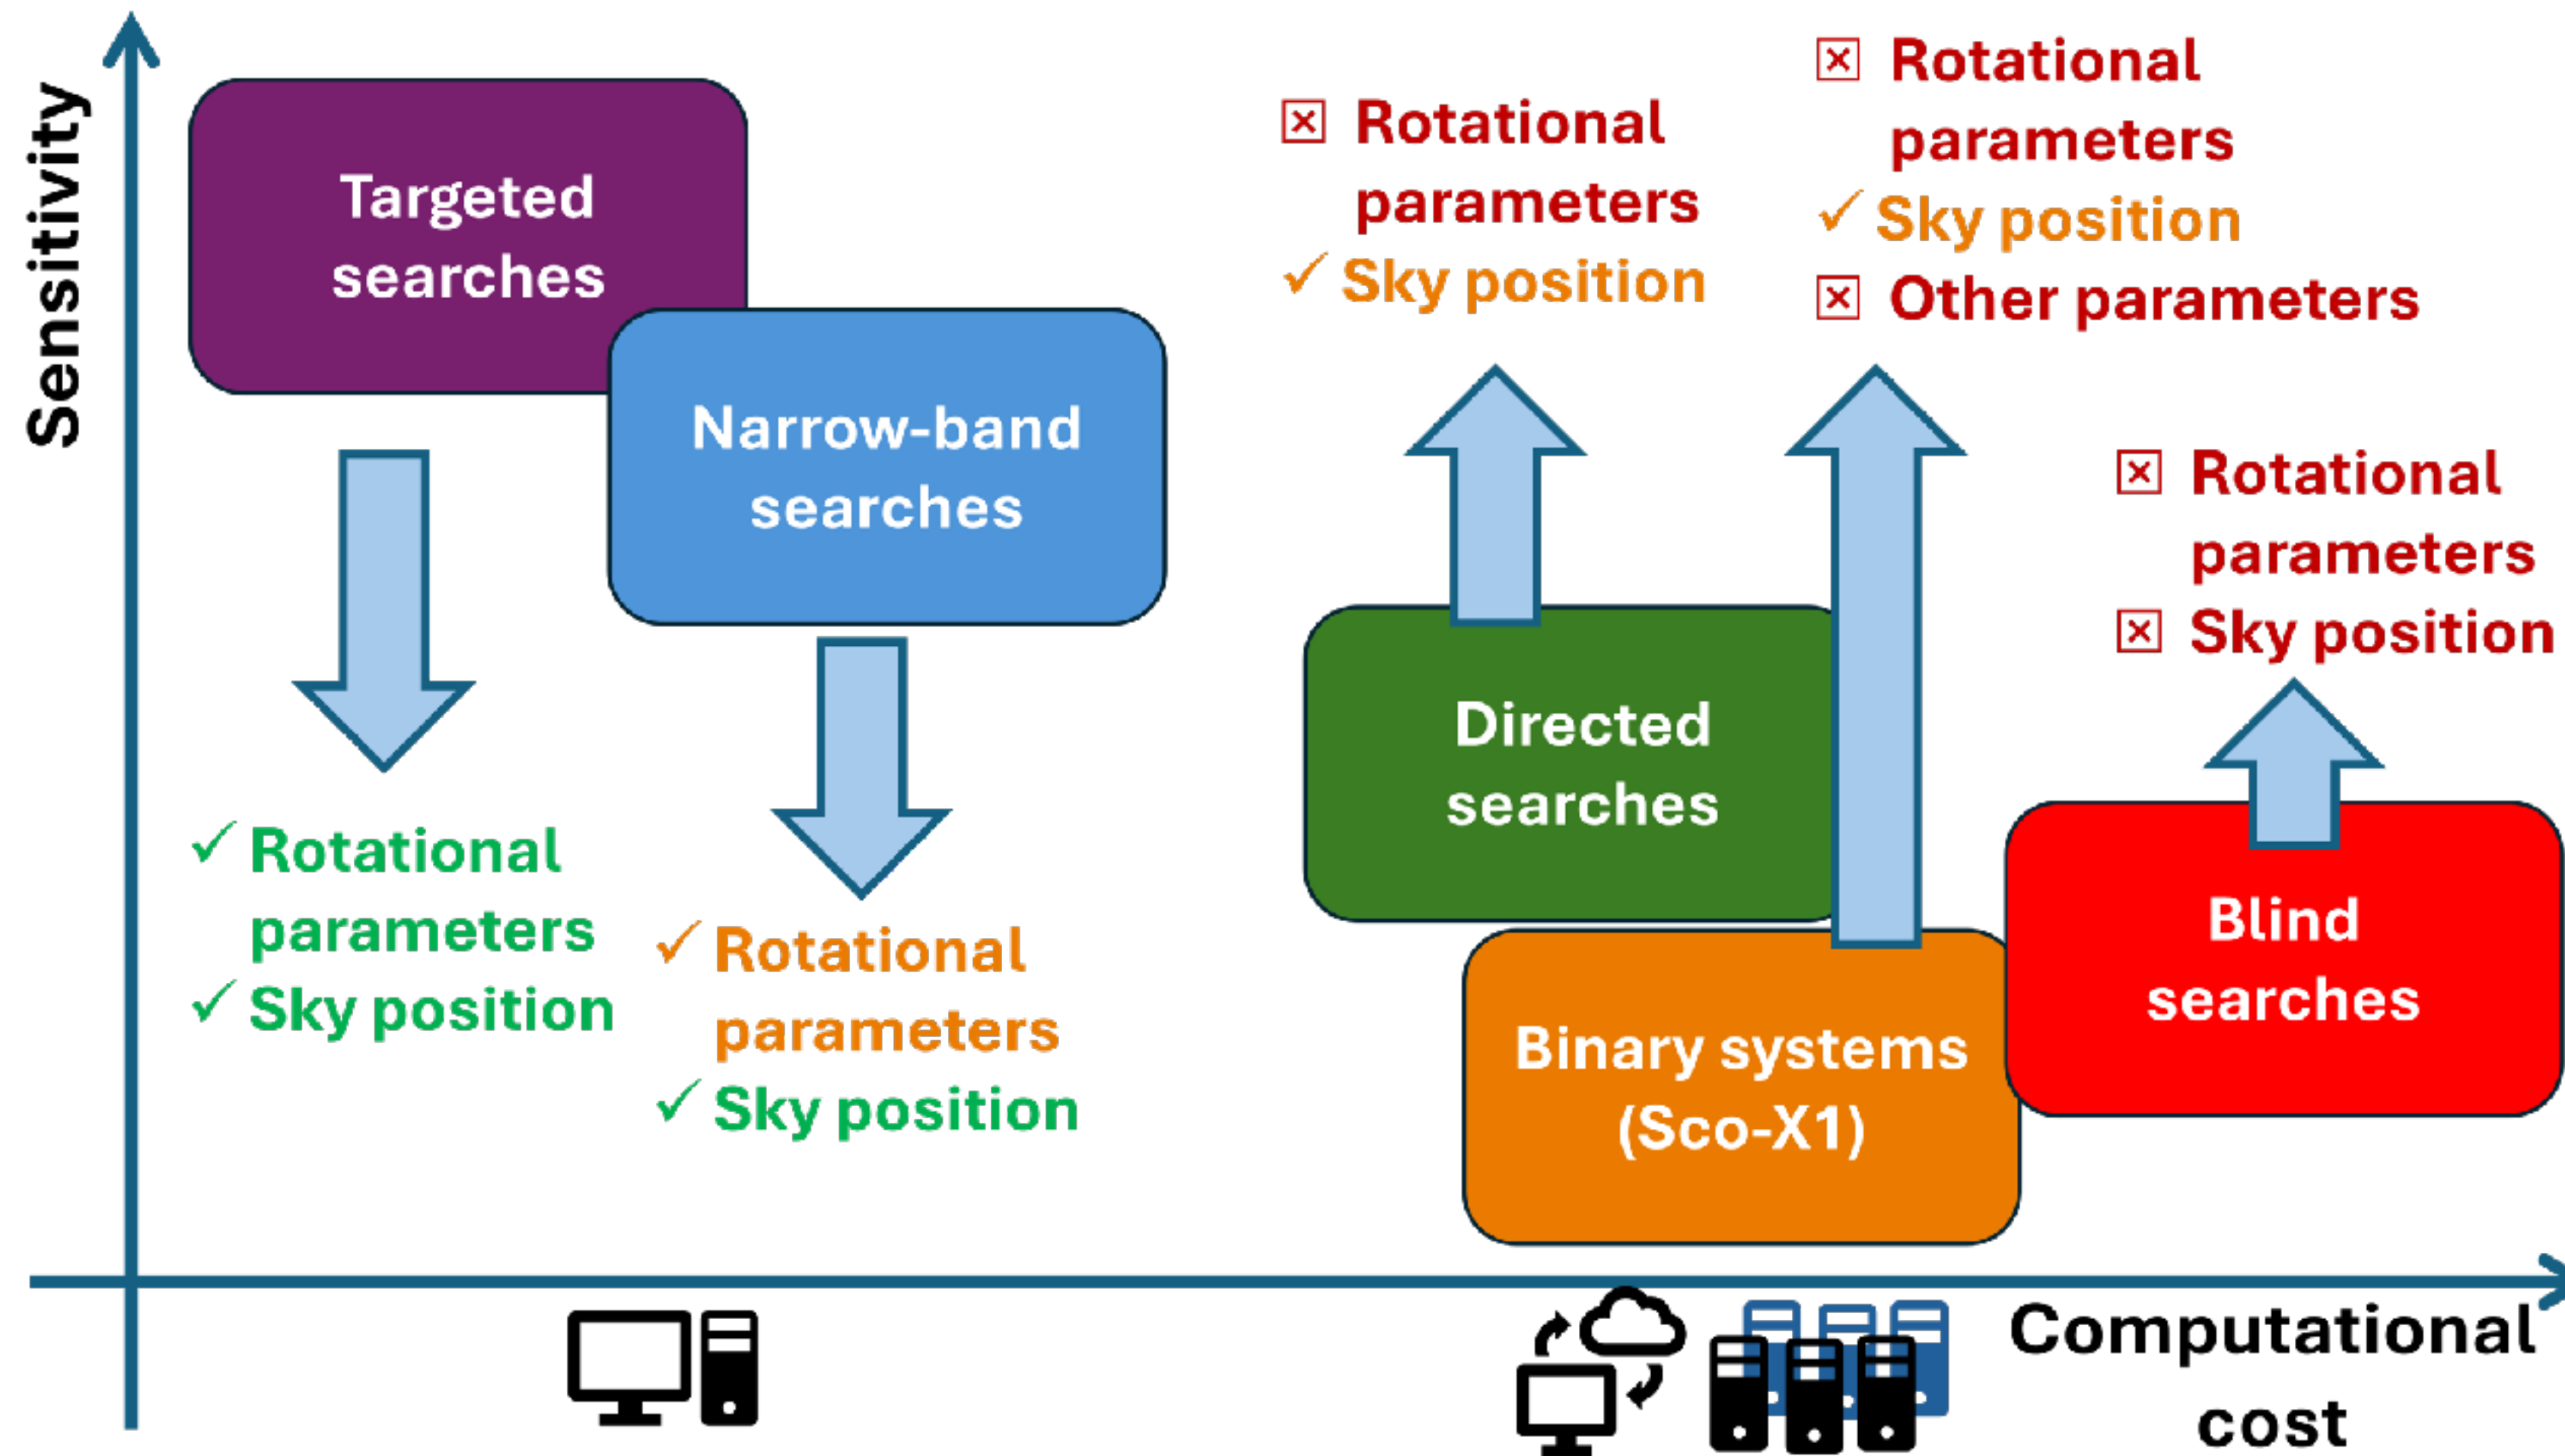 Sensitivity
Targeted
searches
Narrow-band
searches
☒ Rotational
parameters
✓ Sky position
☒ Rotational
parameters
✓ Sky position
☒ Other parameters
☒ Rotational
parameters
☒ Sky position
✓ Rotational
parameters
✓ Sky position
✓ Rotational
parameters
✓ Sky position
Directed
searches
Binary systems
(Sco-X1)
Blind
searches
Computational
cost